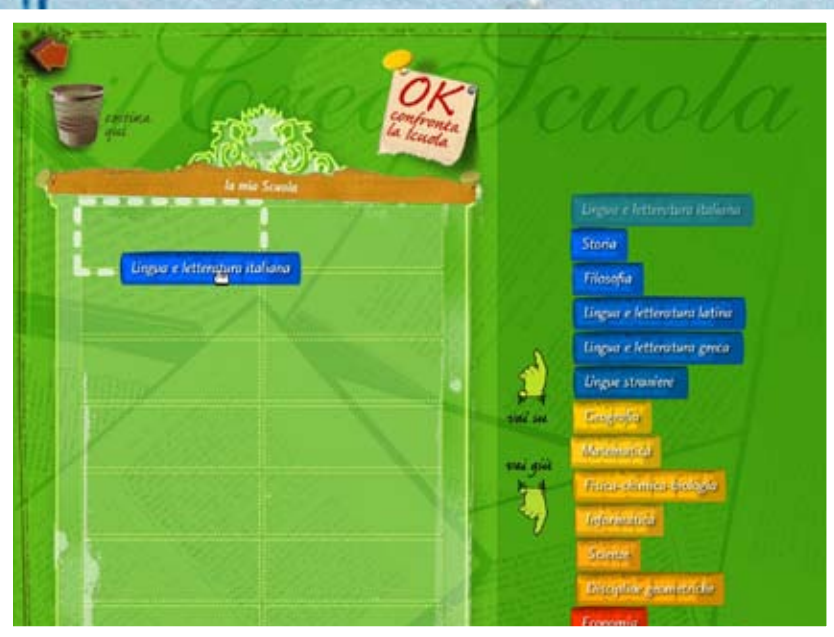 il Creo Scuola
cestina
qui
OK
confronta
la Scuola
la mia Scuola
Lingua e letteratura italiana
Lingua e letteratura italiana
Storia
Filosofia
Lingua e letteratura latina
Lingua e letteratura greca
Lingue straniere
vai su
Geografia
Matematica
vai giù
Fisica-chimica-biologia
Informatica
Scienze
Discipline geometriche
Economia